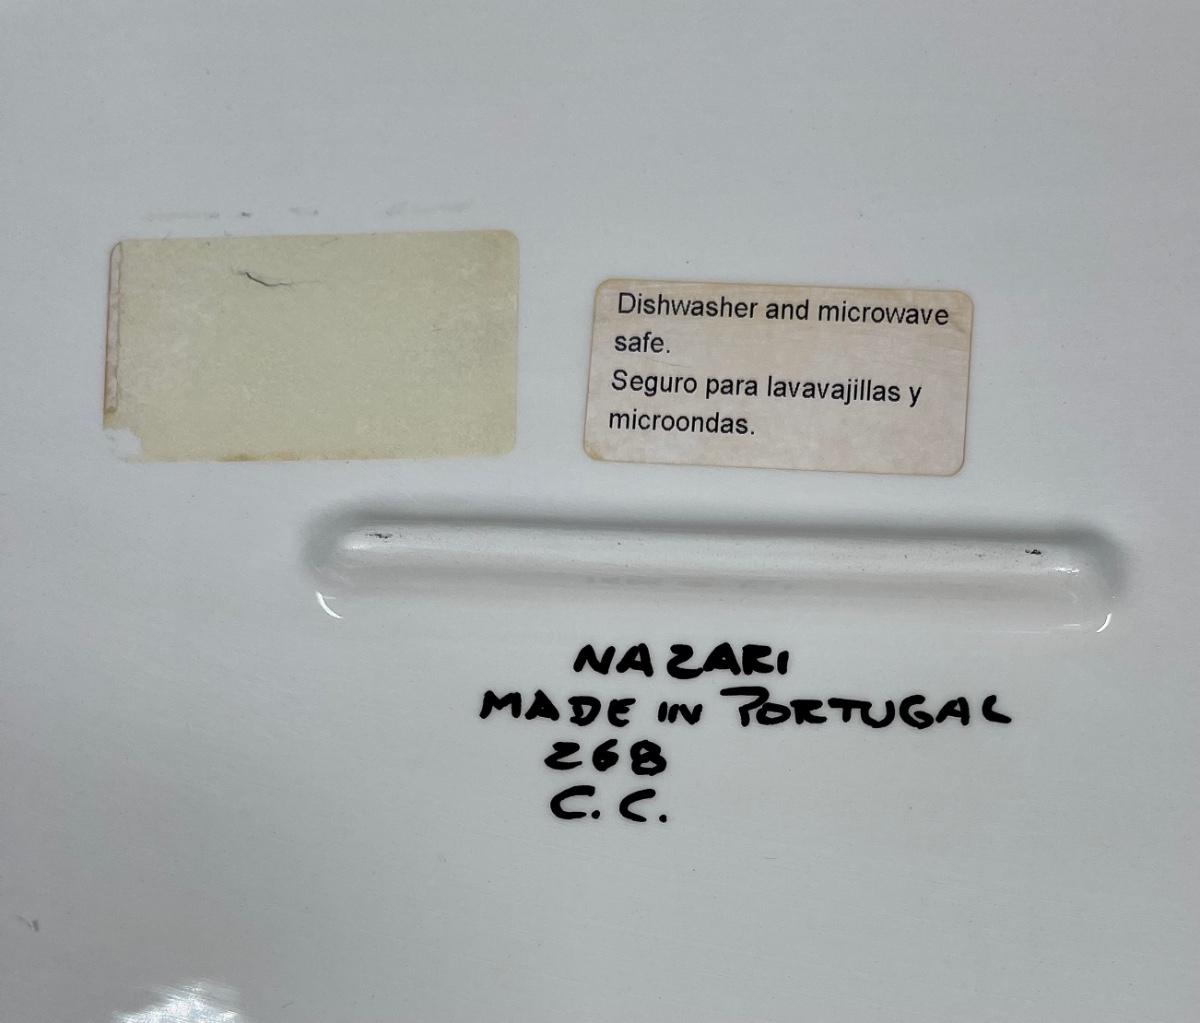 Dishwasher and microwave
safe.
Seguro para lavavajillas y
microondas.
NAZARI
MADE IN PORTUGAL
268
C. C.